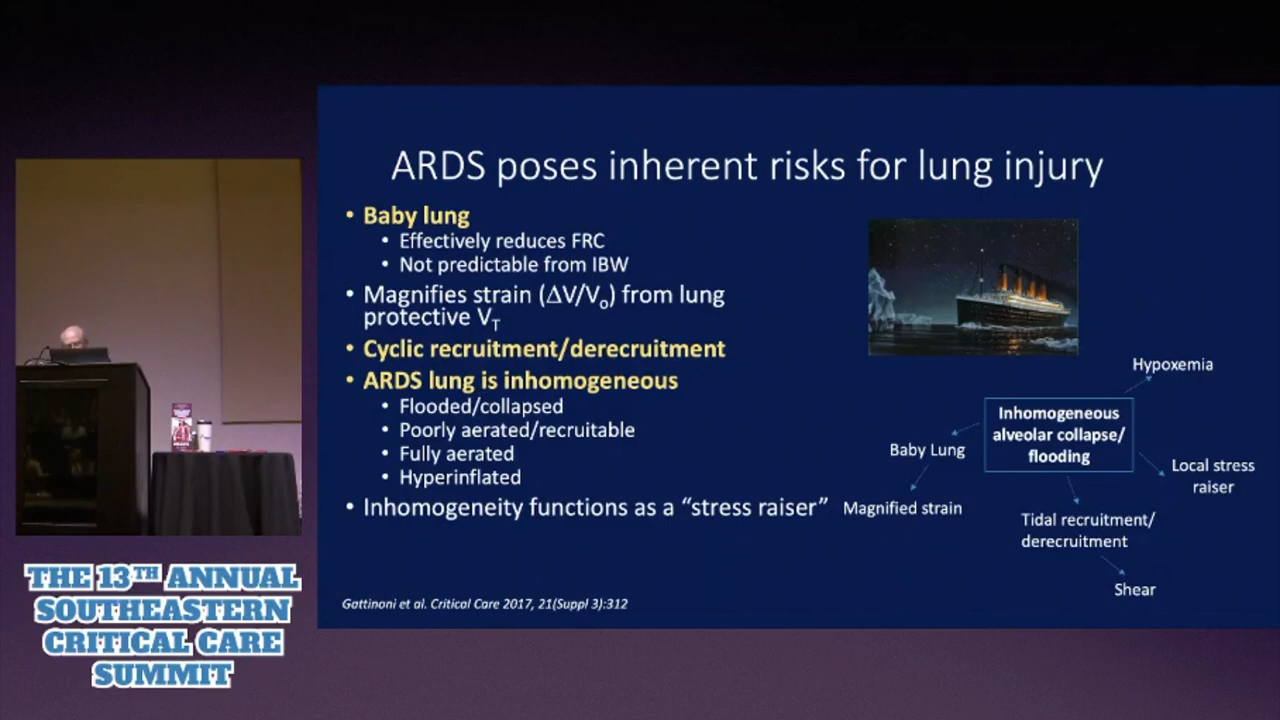 ARDS poses inherent risks for lung injury
• Baby lung
• Effectively reduces FRC
• Not predictable from IBW
• Magnifies strain (ΔV/Vo) from lung
protective VT
• Cyclic recruitment/derecruitment
• ARDS lung is inhomogeneous
• Flooded/collapsed
• Poorly aerated/recruitable
• Fully aerated
• Hyperinflated
• Inhomogeneity functions as a “stress raiser”
Gattinoni et al. Critical Care 2017, 21(Suppl 3):312
Hypoxemia
Inhomogeneous
alveolar collapse/
flooding
Baby Lung
Magnified strain
Local stress
raiser
Tidal recruitment/
derecruitment
Shear
THE 13TH ANNUAL
SOUTHEASTERN
CRITICAL CARE
SUMMIT